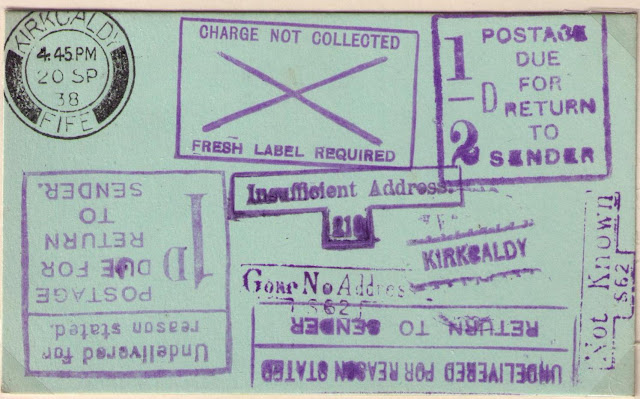 KIRKCALDY
4.45 PM
20 SP
38
FIFE
CHARGE NOT COLLECTED
FRESH LABEL REQUIRED
1/2 D
POSTAGE
DUE
FOR
RETURN
TO
SENDER
Insufficient Address.
218
KIRKCALDY
Gone No Address
S62
Not Known
S62
Undelivered for
reason stated.
POSTAGE
DUE FOR
RETURN
TO
SENDER.
1D
UNDELIVERED FOR REASON STATED
RETURN TO SENDER